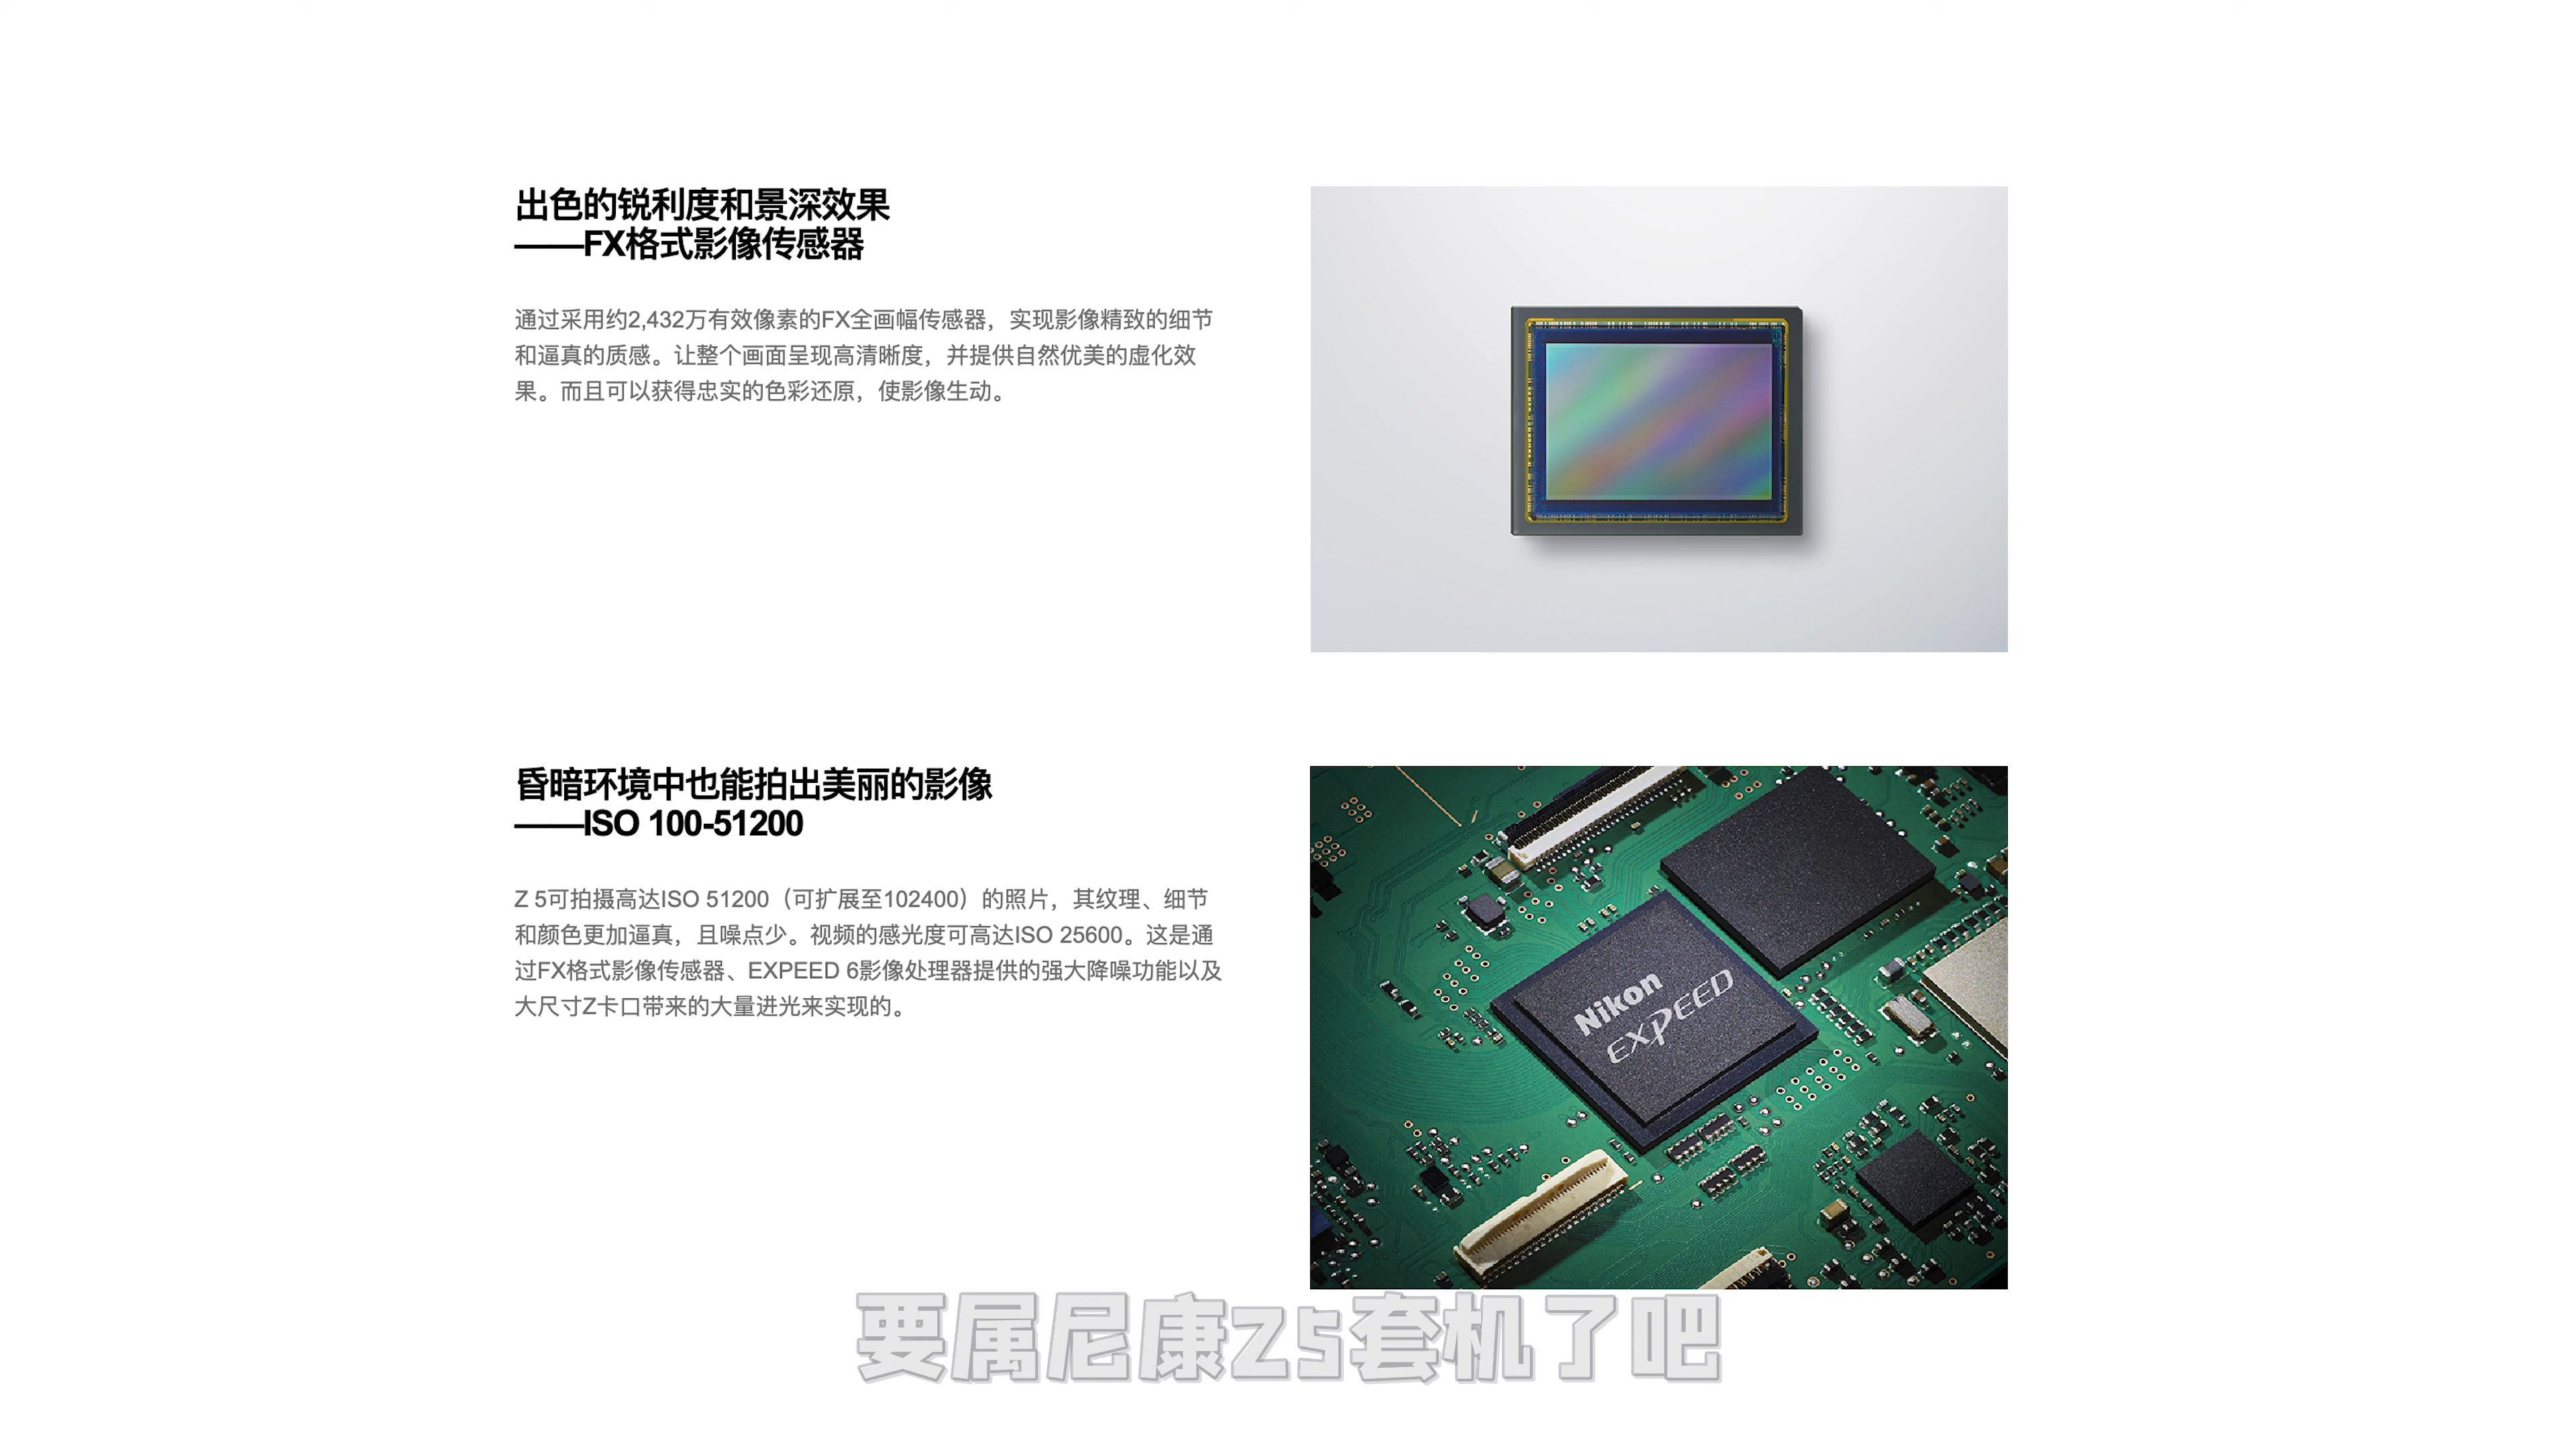 出色的锐利度和景深效果
——FX格式影像传感器
通过采用约2,432万有效像素的FX全画幅传感器，实现影像精致的细节
和逼真的质感。让整个画面呈现高清晰度，并提供自然优美的虚化效
果。而且可以获得忠实的色彩还原，使影像生动。
昏暗环境中也能拍出美丽的影像
——ISO 100-51200
Z 5可拍摄高达ISO 51200（可扩展至102400）的照片，其纹理、细节
和颜色更加逼真，且噪点少。视频的感光度可高达ISO 25600。这是通
过FX格式影像传感器、EXPEED 6影像处理器提供的强大降噪功能以及
大尺寸Z卡口带来的大量进光来实现的。
Nikon
EXPEED
要属尼康Z5套机了吧